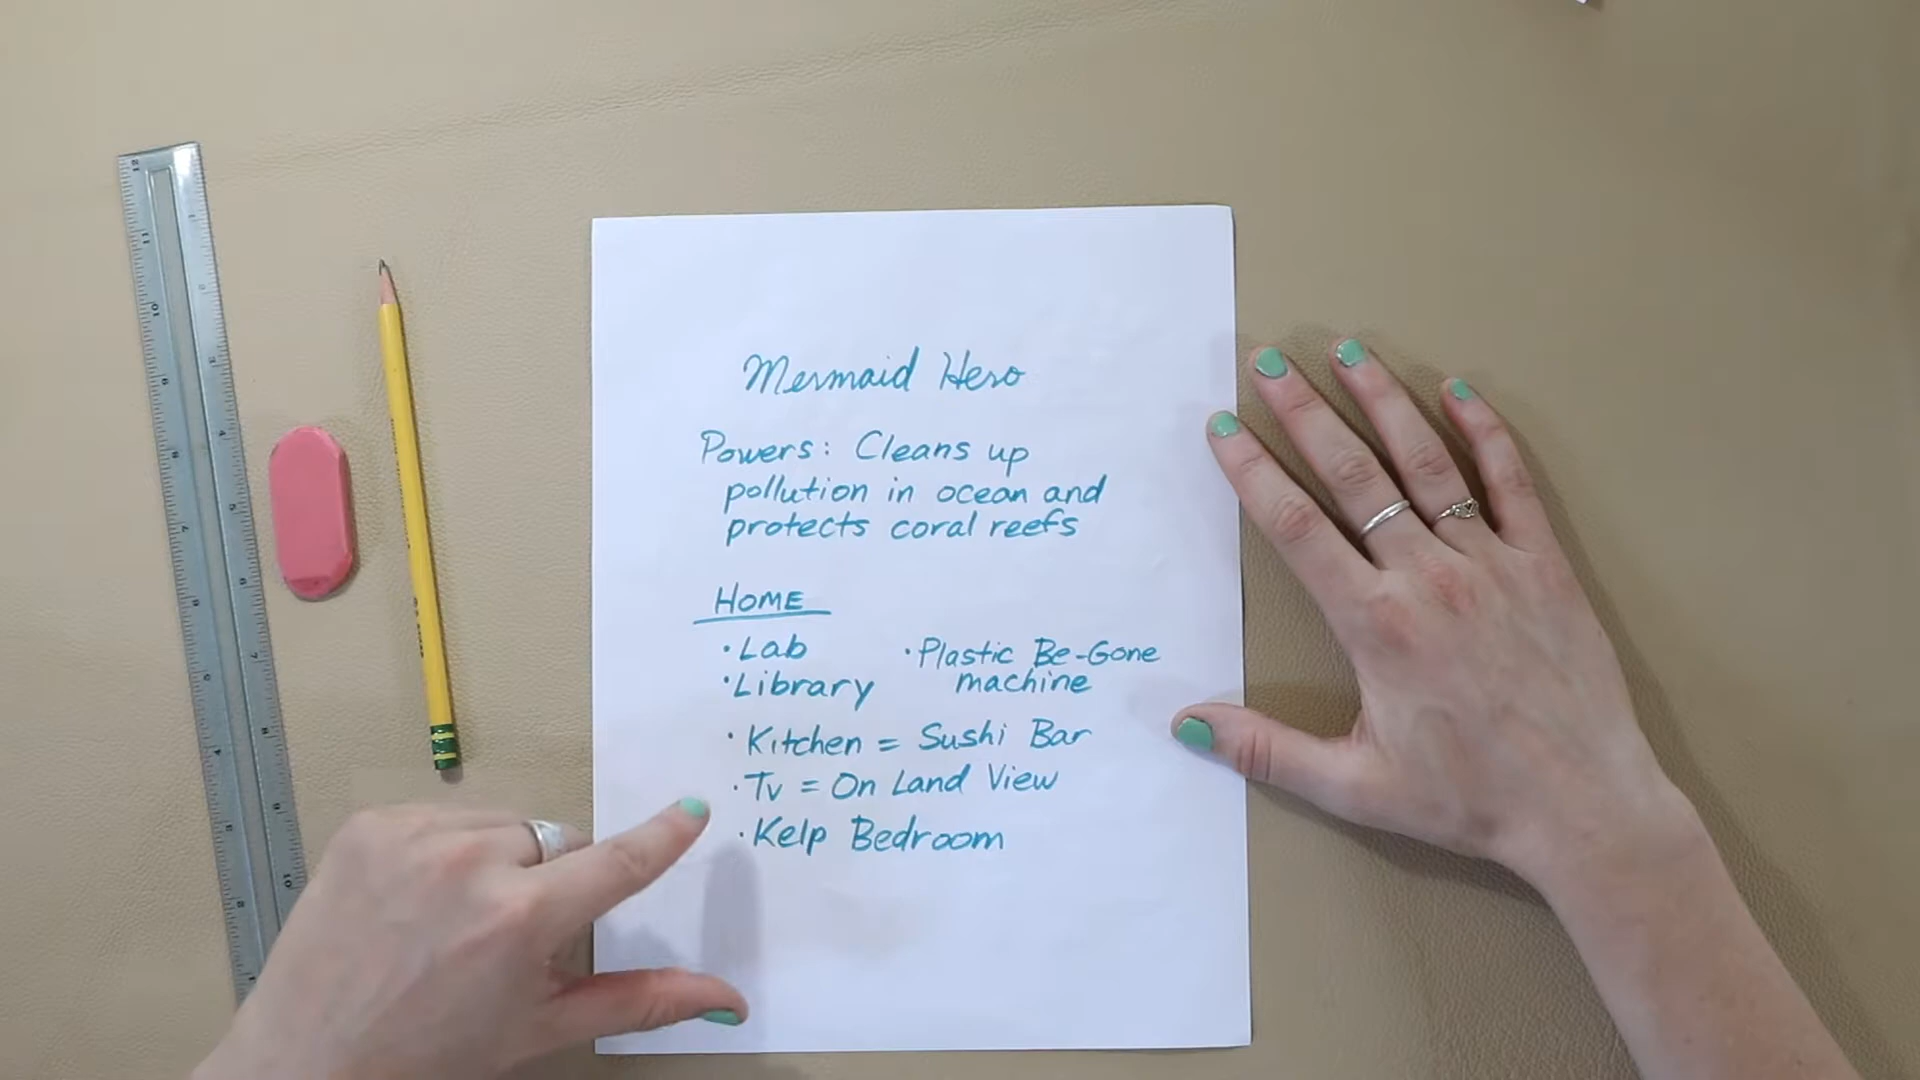 Mermaid Hero
Powers: Cleans up
pollution in ocean and
protects coral reefs
HOME
• Lab
• Library
• Plastic Be-Gone
machine
• Kitchen = Sushi Bar
• Tv = On Land View
• Kelp Bedroom